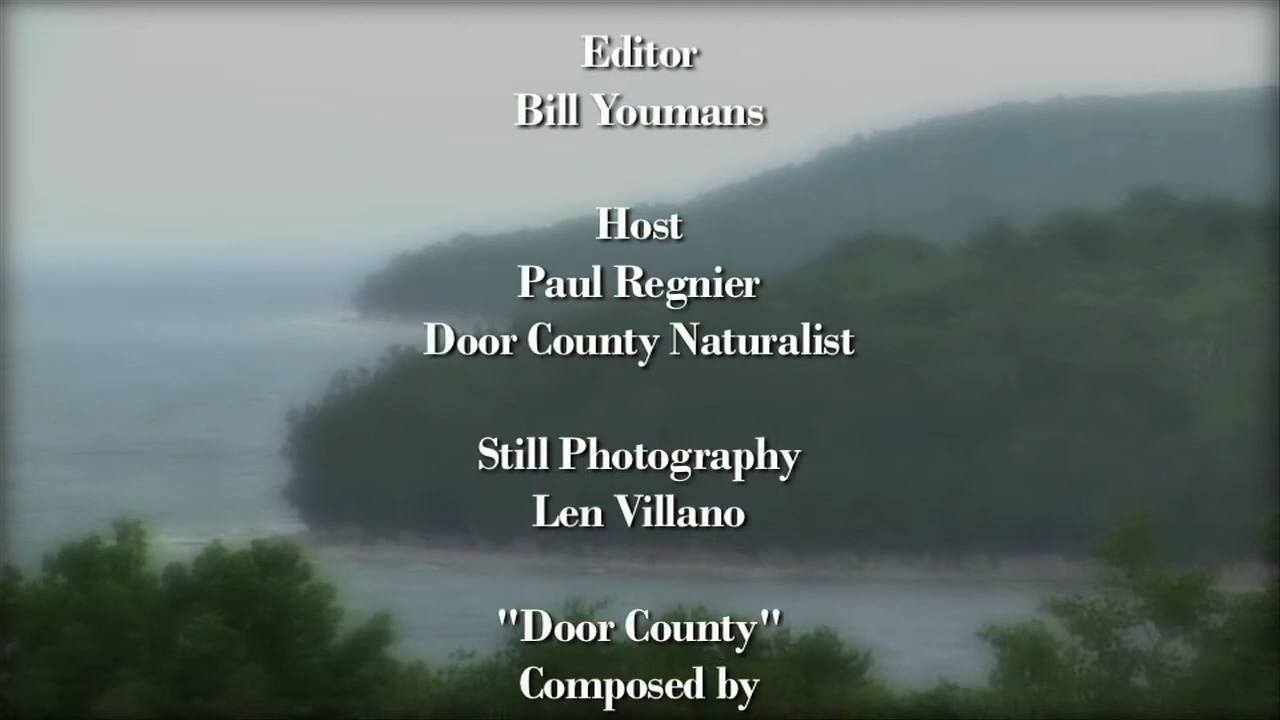 Editor
Bill Youmans
Host
Paul Regnier
Door County Naturalist
Still Photography
Len Villano
"Door County"
Composed by